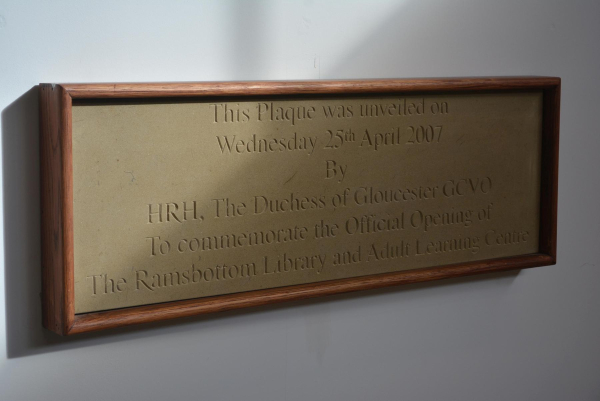 This Plaque was unveiled on
Wednesday 25th April 2007
By
HRH, The Duchess of Gloucester GCVO
To commemorate the Official Opening of
The Ramsbottom Library and Adult Learning Centre